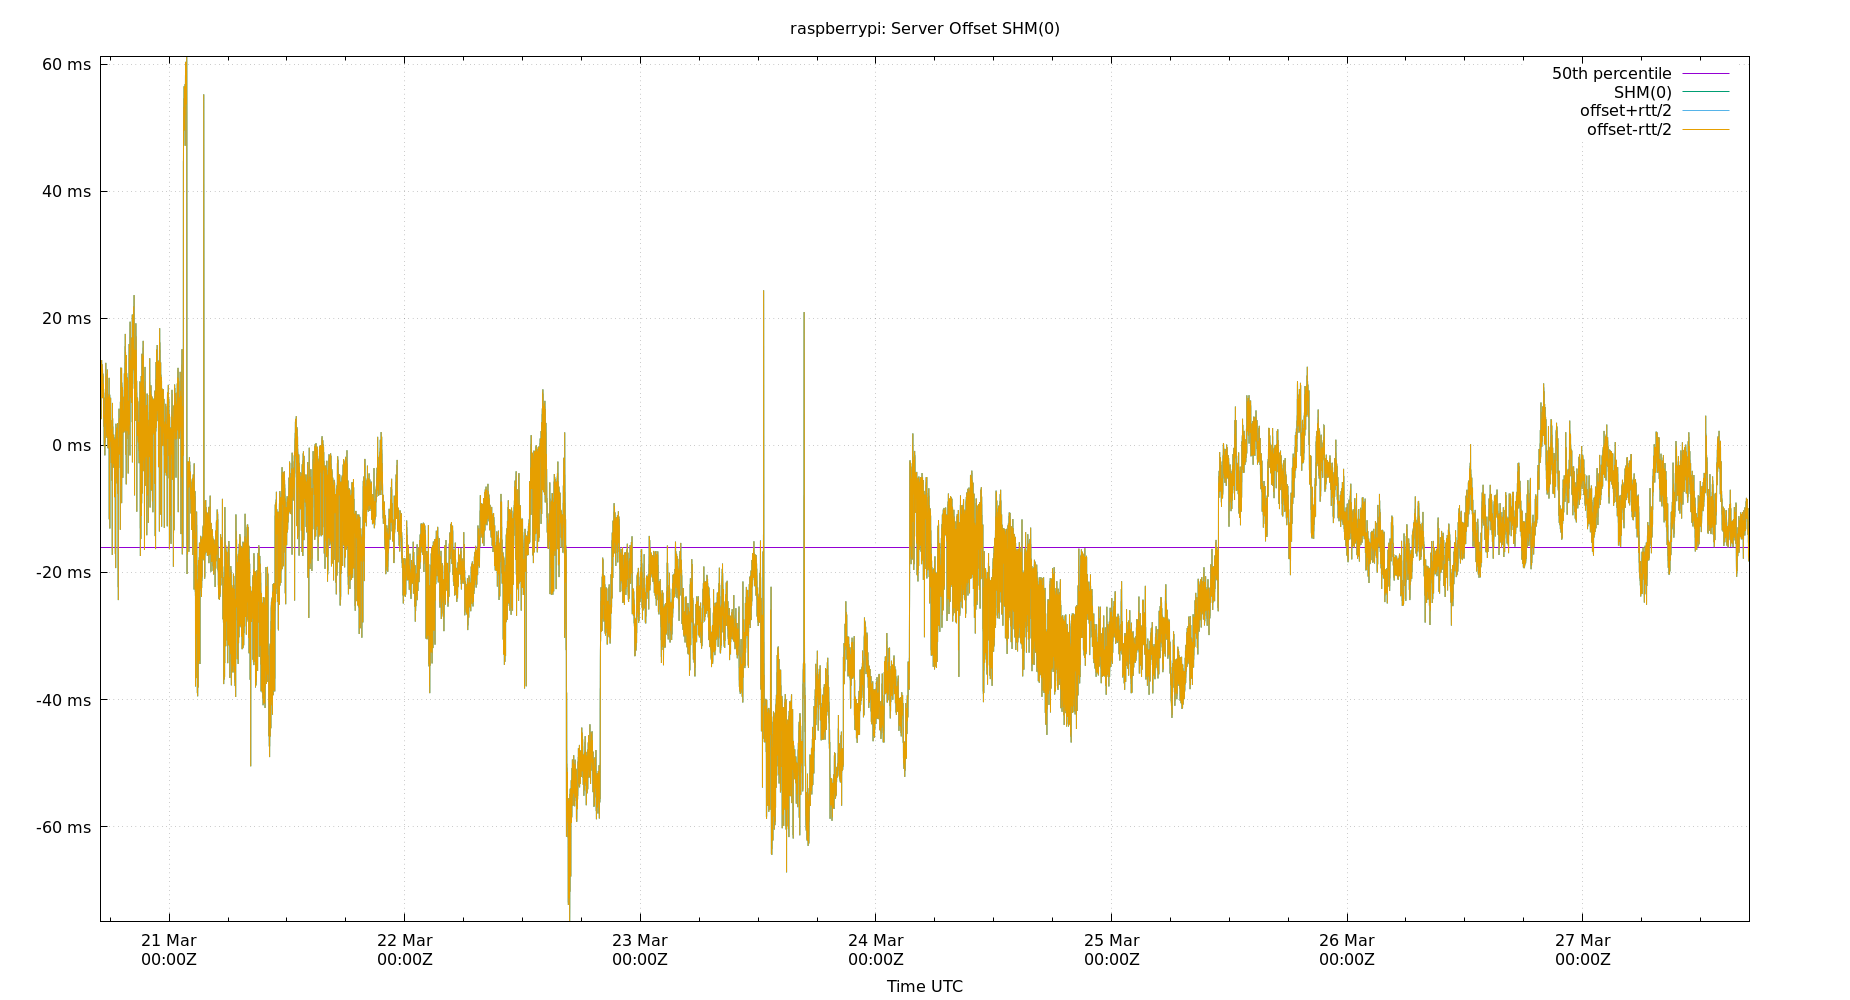 raspberrypi: Server Offset SHM(0)
60 ms
40 ms
20 ms
0 ms
-20 ms
-40 ms
-60 ms
50th percentile
SHM(0)
offset+rtt/2
offset-rtt/2
21 Mar 22 Mar 23 Mar 24 Mar 25 Mar 26 Mar 27 Mar
00:00Z 00:00Z 00:00Z 00:00Z 00:00Z 00:00Z 00:00Z
Time UTC